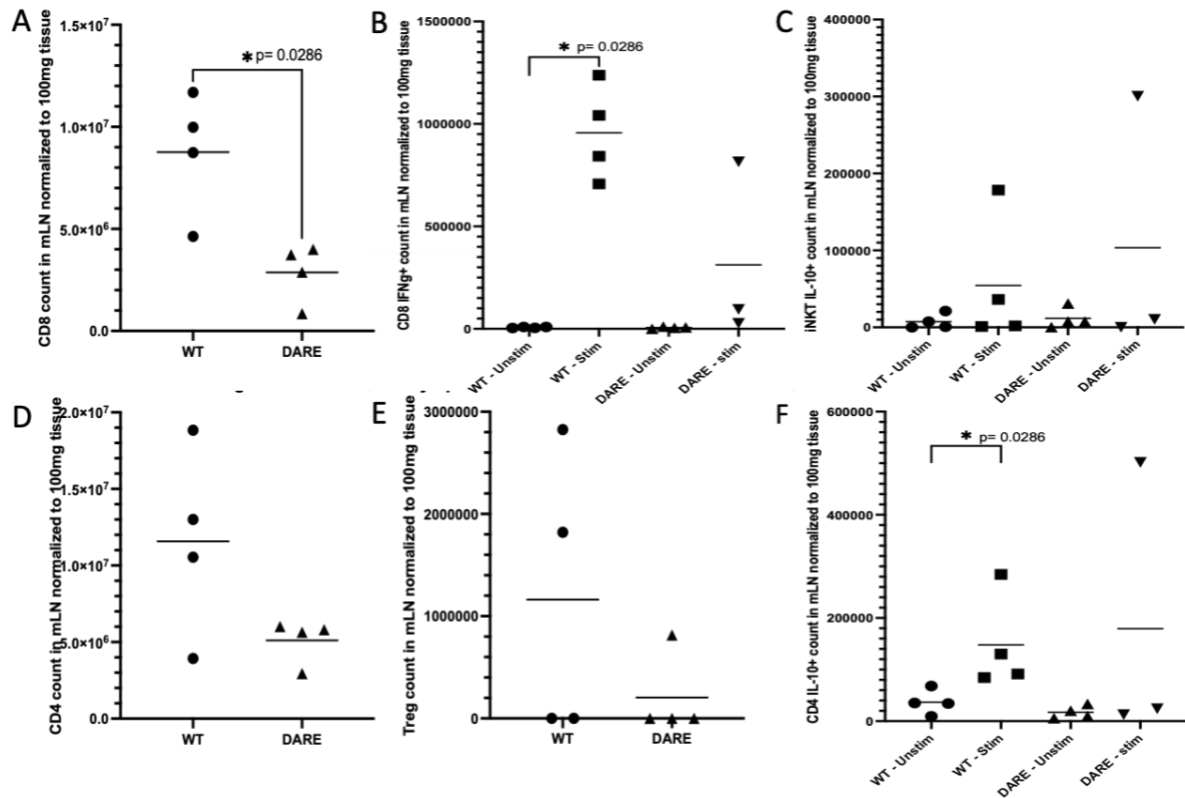 A
CD8 count in mLN normalized to 100mg tissue
1.5×10⁷
1.0×10⁷
5.0×10⁶
0.0
* p= 0.0286
WT
DARE
B
CD8 IFNg+ count in mLN normalized to 100mg tissue
1500000
1000000
500000
0
* p= 0.0286
WT - Unstim
WT - Stim
DARE - Unstim
DARE - stim
C
iNKT IL-10+ count in mLN normalized to 100mg tissue
400000
300000
200000
100000
0
WT - Unstim
WT - Stim
DARE - Unstim
DARE - stim
D
CD4 count in mLN normalized to 100mg tissue
2.0×10⁷
1.5×10⁷
1.0×10⁷
5.0×10⁶
0.0
WT
DARE
E
Treg count in mLN normalized to 100mg tissue
3000000
2000000
1000000
0
WT
DARE
F
CD4 IL-10+ count in mLN normalized to 100mg tissue
600000
400000
200000
0
* p= 0.0286
WT - Unstim
WT - Stim
DARE - Unstim
DARE - stim